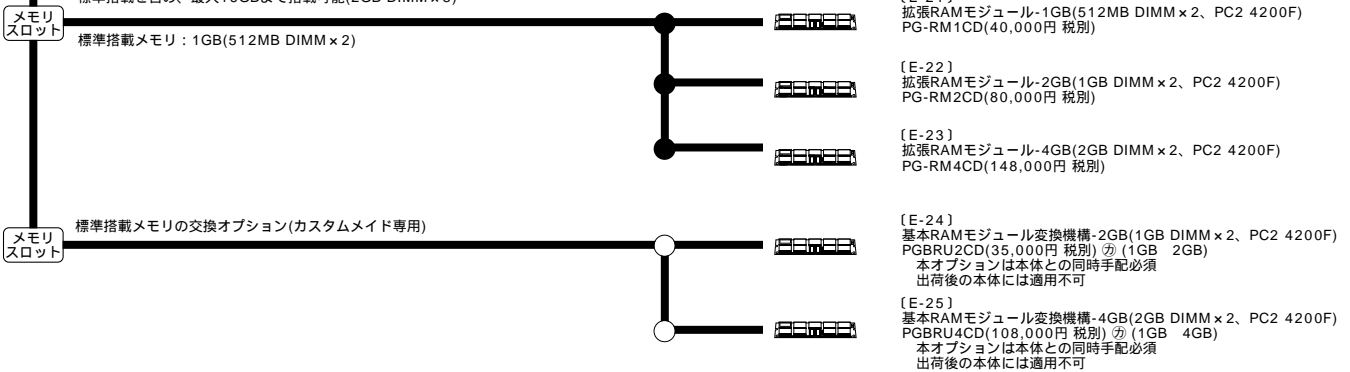 メモリ
スロット
標準搭載メモリ：1GB(512MB DIMM×2)
拡張RAMモジュール-1GB(512MB DIMM×2、PC2 4200F)
PG-RM1CD(40,000円 税別)
〔E-22〕
拡張RAMモジュール-2GB(1GB DIMM×2、PC2 4200F)
PG-RM2CD(80,000円 税別)
〔E-23〕
拡張RAMモジュール-4GB(2GB DIMM×2、PC2 4200F)
PG-RM4CD(148,000円 税別)
メモリ
スロット
標準搭載メモリの交換オプション(カスタムメイド専用)
〔E-24〕
基本RAMモジュール変換機構-2GB(1GB DIMM×2、PC2 4200F)
PGBRU2CD(35,000円 税別) ㋕ (1GB　2GB)
本オプションは本体との同時手配必須
出荷後の本体には適用不可
〔E-25〕
基本RAMモジュール変換機構-4GB(2GB DIMM×2、PC2 4200F)
PGBRU4CD(108,000円 税別) ㋕ (1GB　4GB)
本オプションは本体との同時手配必須
出荷後の本体には適用不可